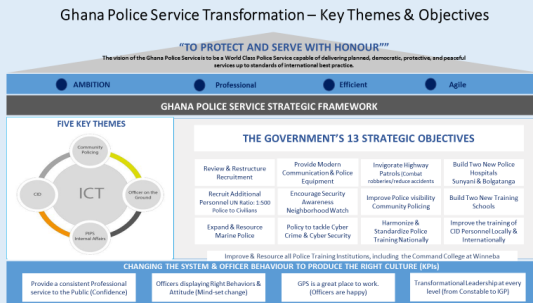 Ghana Police Service Transformation – Key Themes & Objectives
"TO PROTECT AND SERVE WITH HONOUR""
The vision of the Ghana Police Service is to be a World Class Police Service capable of delivering planned, democratic, protective, and peaceful
services up to standards of international best practice.
AMBITION
Professional
Efficient
Agile
GHANA POLICE SERVICE STRATEGIC FRAMEWORK
FIVE KEY THEMES
Community
Policing
CID
ICT
Officer on the
Ground
PIPS
Internal Affairs
THE GOVERNMENT'S 13 STRATEGIC OBJECTIVES
Review & Restructure
Recruitment
Provide Modern
Communication & Police
Equipment
Invigorate Highway
Patrols (Combat
robberies/reduce accidents
Build Two New Police
Hospitals
Sunyani & Bolgatanga
Recruit Additional
Personnel UN Ratio: 1:500
Police to Civilians
Encourage Security
Awareness
Neighborhood Watch
Improve Police visibility
Community Policing
Build Two New Training
Schools
Expand & Resource
Marine Police
Policy to tackle Cyber
Crime & Cyber Security
Harmonize &
Standardize Police
Training Nationally
Improve the training of
CID Personnel Locally &
Internationally
Improve & Resource all Police Training Institutions, including the Command College at Winneba
CHANGING THE SYSTEM & OFFICER BEHAVIOUR TO PRODUCE THE RIGHT CULTURE (KPIs)
Provide a consistent Professional
service to the Public (Confidence)
Officers displaying Right Behaviors &
Attitude (Mind-set change)
GPS is a great place to work.
(Officers are happy)
Transformational Leadership at every
level (from Constable to IGP)